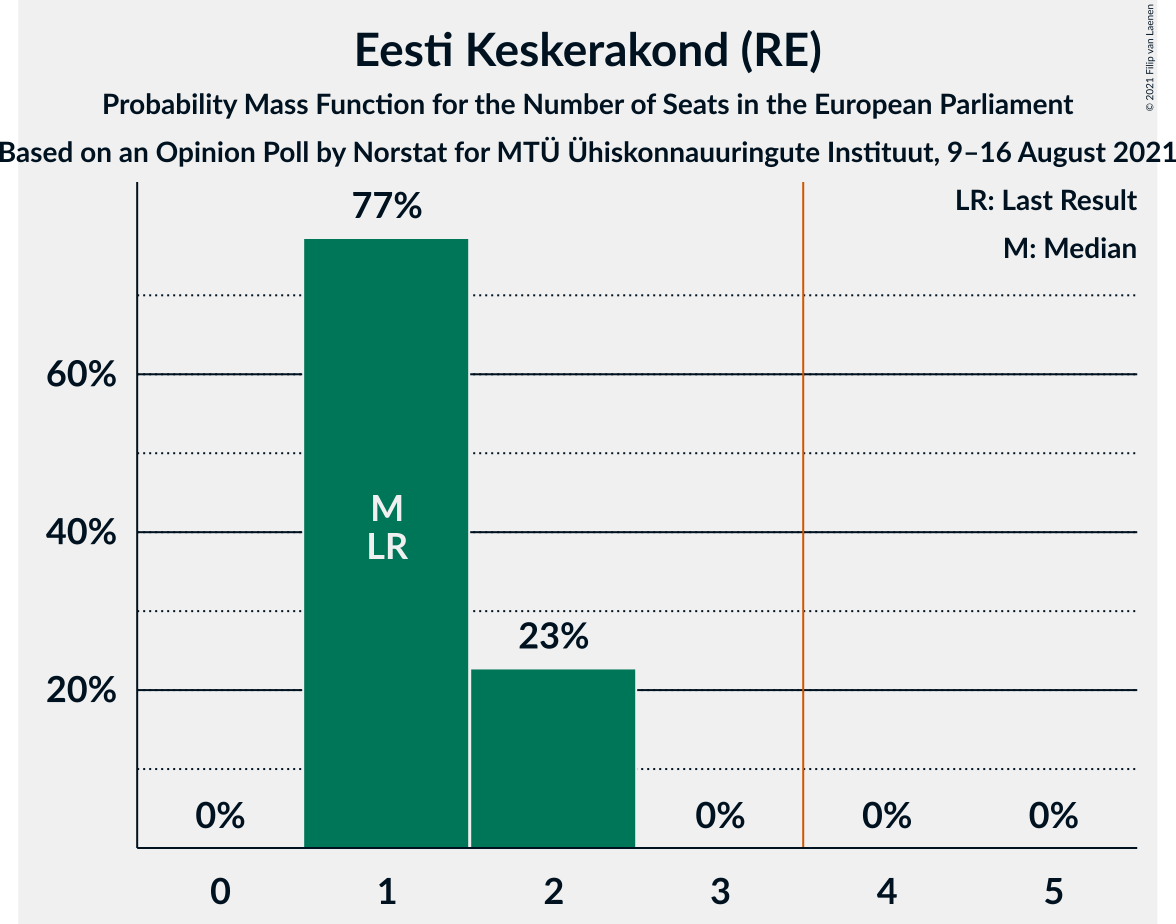 Eesti Keskerakond (RE)
Probability Mass Function for the Number of Seats in the European Parliament
Based on an Opinion Poll by Norstat for MTÜ Ühiskonnauuringute Instituut, 9–16 August 2021
© 2021 Filip van Laenen
LR: Last Result
M: Median
77%
60%
M
40%
LR
23%
20%
0%
0%
0%
0%
0
1
2
3
4
5